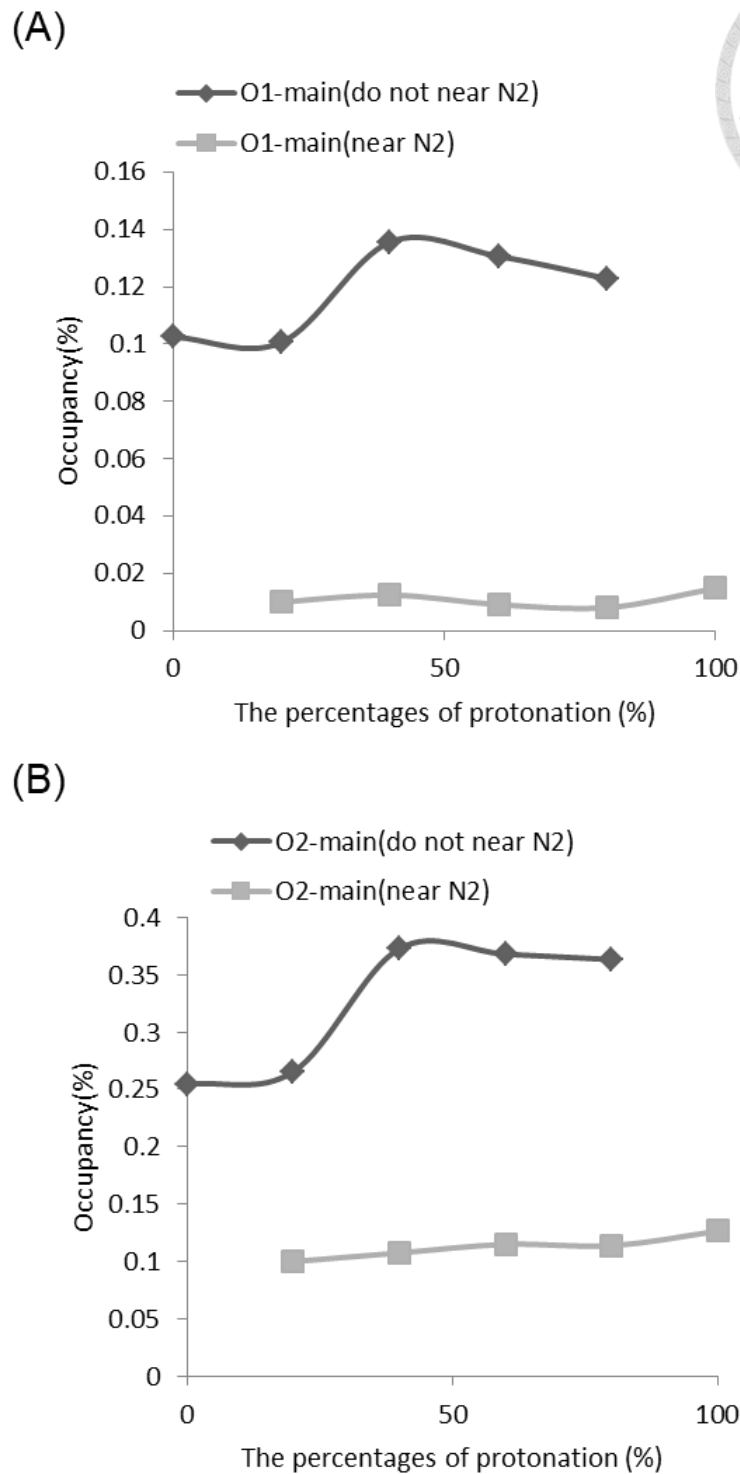 (A)
O1-main(do not near N2)
O1-main(near N2)
0.16
0.14
0.12
0.1
0.08
0.06
0.04
0.02
0
Occupancy(%)
0 50 100
The percentages of protonation (%)
(B)
O2-main(do not near N2)
O2-main(near N2)
0.4
0.35
0.3
0.25
0.2
0.15
0.1
0.05
0
Occupancy(%)
0 50 100
The percentages of protonation (%)